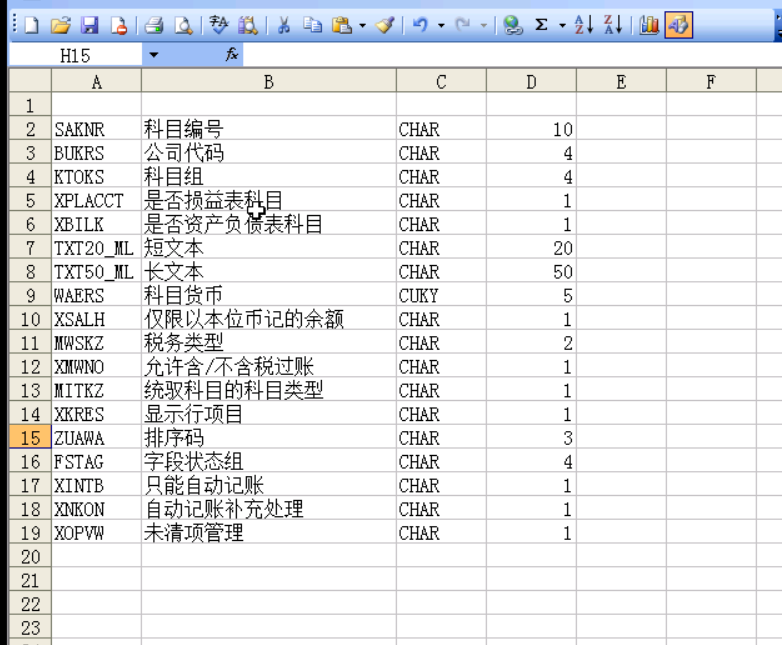 H15 fx
A B C D E F
1
2 SAKNR 科目编号 CHAR 10
3 BUKRS 公司代码 CHAR 4
4 KTOKS 科目组 CHAR 4
5 XPLACCT 是否损益表科目 CHAR 1
6 XBILK 是否资产负债表科目 CHAR 1
7 TXT20_ML 短文本 CHAR 20
8 TXT50_ML 长文本 CHAR 50
9 WAERS 科目货币 CUKY 5
10 XSALH 仅限以本位币记的余额 CHAR 1
11 MWSKZ 税务类型 CHAR 2
12 XMWNO 允许含/不含税过账 CHAR 1
13 MITKZ 统驭科目的科目类型 CHAR 1
14 XKRES 显示行项目 CHAR 1
15 ZUAWA 排序码 CHAR 3
16 FSTAG 字段状态组 CHAR 4
17 XINTB 只能自动记账 CHAR 1
18 XNKON 自动记账补充处理 CHAR 1
19 XOPVW 未清项管理 CHAR 1
20
21
22
23